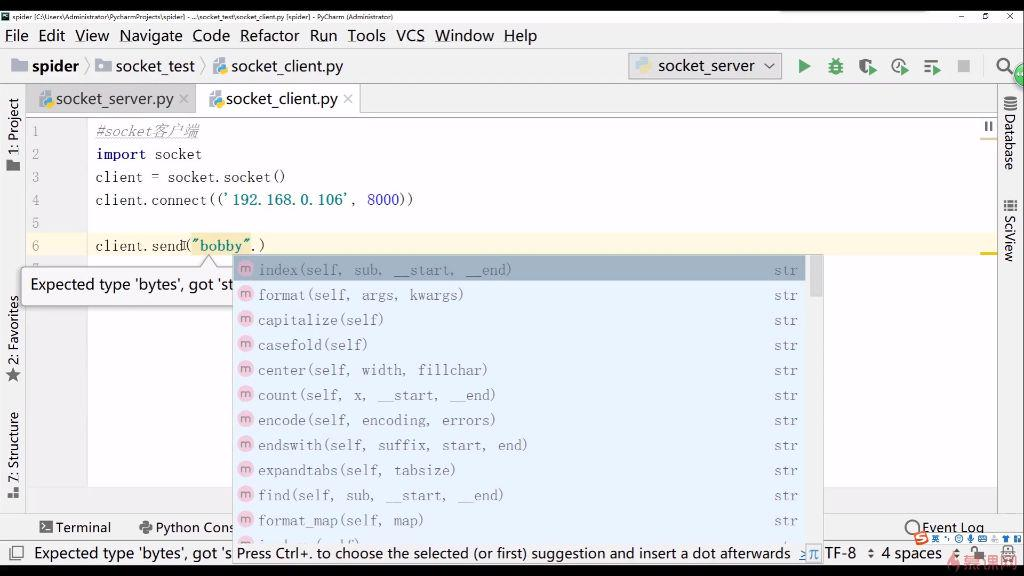 spider [C:\Users\Administrator\PycharmProjects\spider] - ...\socket_test\socket_client.py [spider] - PyCharm (Administrator)
File Edit View Navigate Code Refactor Run Tools VCS Window Help
spider socket_test socket_client.py socket_server
socket_server.py socket_client.py
1: Project
2: Favorites
7: Structure
Database
SciView
1 #socket客户端
2 import socket
3 client = socket.socket()
4 client.connect(('192.168.0.106', 8000))
5
6 client.send("bobby".)
Expected type 'bytes', got 'st
index(self, sub, __start, __end) str
format(self, args, kwargs) str
capitalize(self) str
casefold(self) str
center(self, width, fillchar) str
count(self, x, __start, __end) str
encode(self, encoding, errors) str
endswith(self, suffix, start, end) str
expandtabs(self, tabsize) str
find(self, sub, __start, __end) str
format_map(self, map) str
Press Ctrl+. to choose the selected (or first) suggestion and insert a dot afterwards >> π
Terminal Python Cons Event Log
英
Expected type 'bytes', got 's TF-8 4 spaces
慕课网